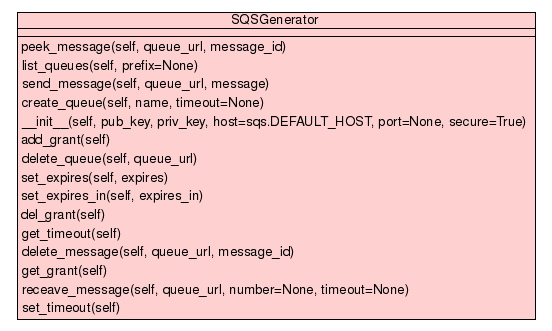 SQSGenerator
peek_message(self, queue_url, message_id)
list_queues(self, prefix=None)
send_message(self, queue_url, message)
create_queue(self, name, timeout=None)
__init__(self, pub_key, priv_key, host=sqs.DEFAULT_HOST, port=None, secure=True)
add_grant(self)
delete_queue(self, queue_url)
set_expires(self, expires)
set_expires_in(self, expires_in)
del_grant(self)
get_timeout(self)
delete_message(self, queue_url, message_id)
get_grant(self)
receave_message(self, queue_url, number=None, timeout=None)
set_timeout(self)